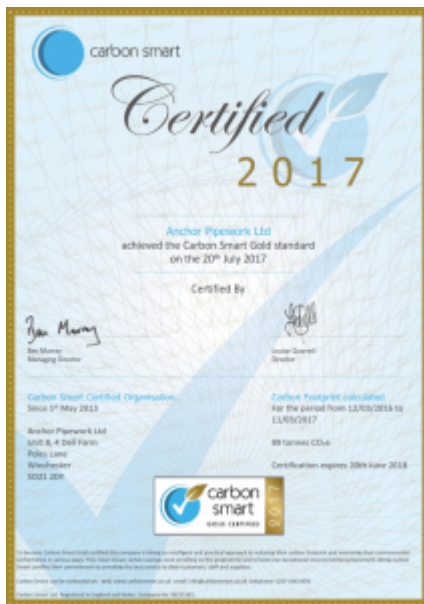 carbon smart
Certified
2017
Anchor Pipework Ltd
achieved the Carbon Smart Gold standard
on the 20th July 2017
Certified By
Ben Murray
Managing Director
Louise Quarrell
Director
Carbon Smart Certified Organisation
Since 1st May 2013
Anchor Pipework Ltd
Unit 8, 4 Dell Farm
Poles Lane
Winchester
SO21 2DY
Carbon Footprint calculated
For the period from 12/03/2016 to
11/03/2017
89 tonnes CO₂e
Certification expires 20th June 2018
carbon
smart
GOLD CERTIFIED
2017